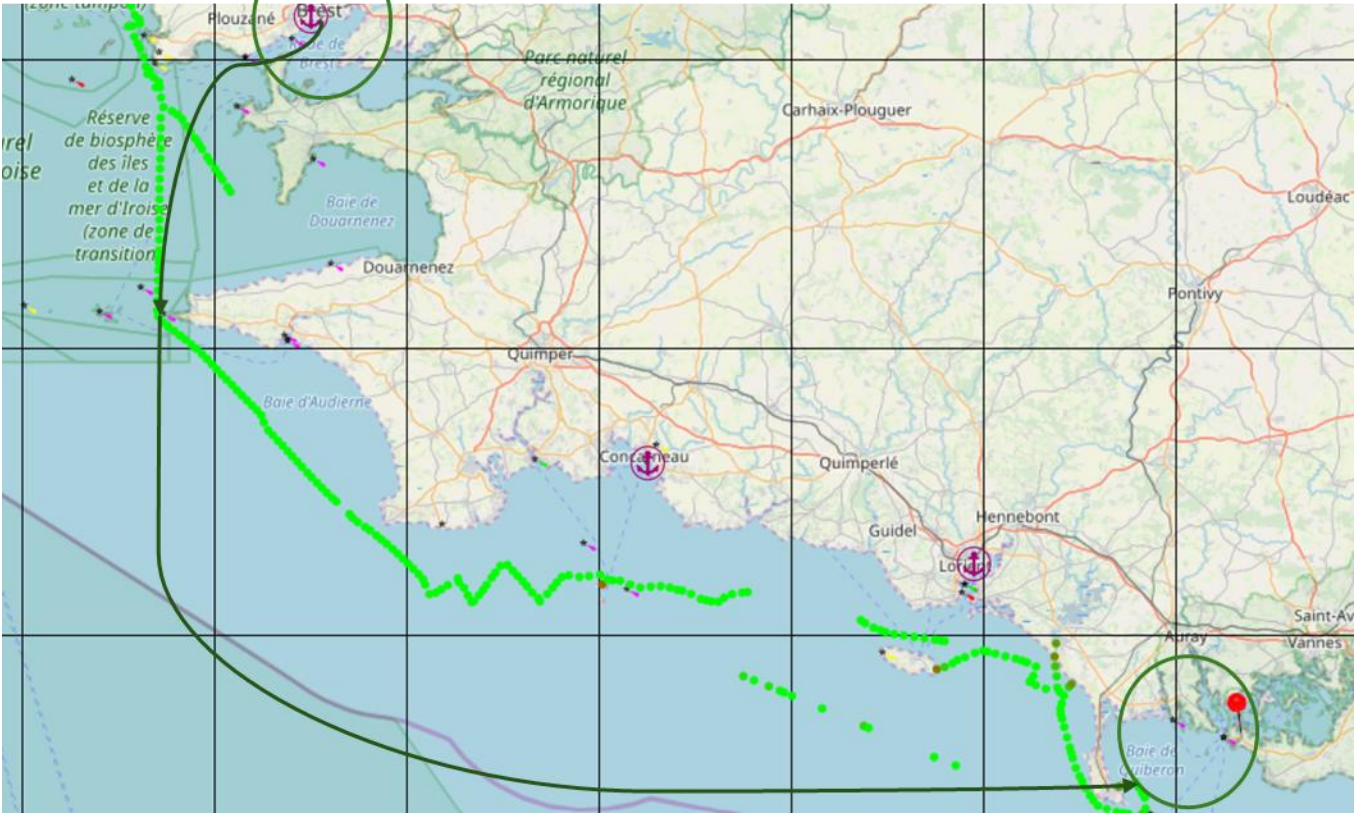 (zone tampon)
Plouzané
Brest
Rade de
Brest
Parc naturel
régional
d'Armorique
Carhaix-Plouguer
Réserve
de biosphère
des îles
et de la
mer d'Iroise
(zone de
transition
rel
oise
Loudéac
Baie de
Douarnenez
Douarnenez
Pontivy
Quimper
Baie d'Audierne
Concarneau
Quimperlé
Guidel
Hennebont
Lorient
Auray
Saint-Av
Vannes
Baie de
Quiberon